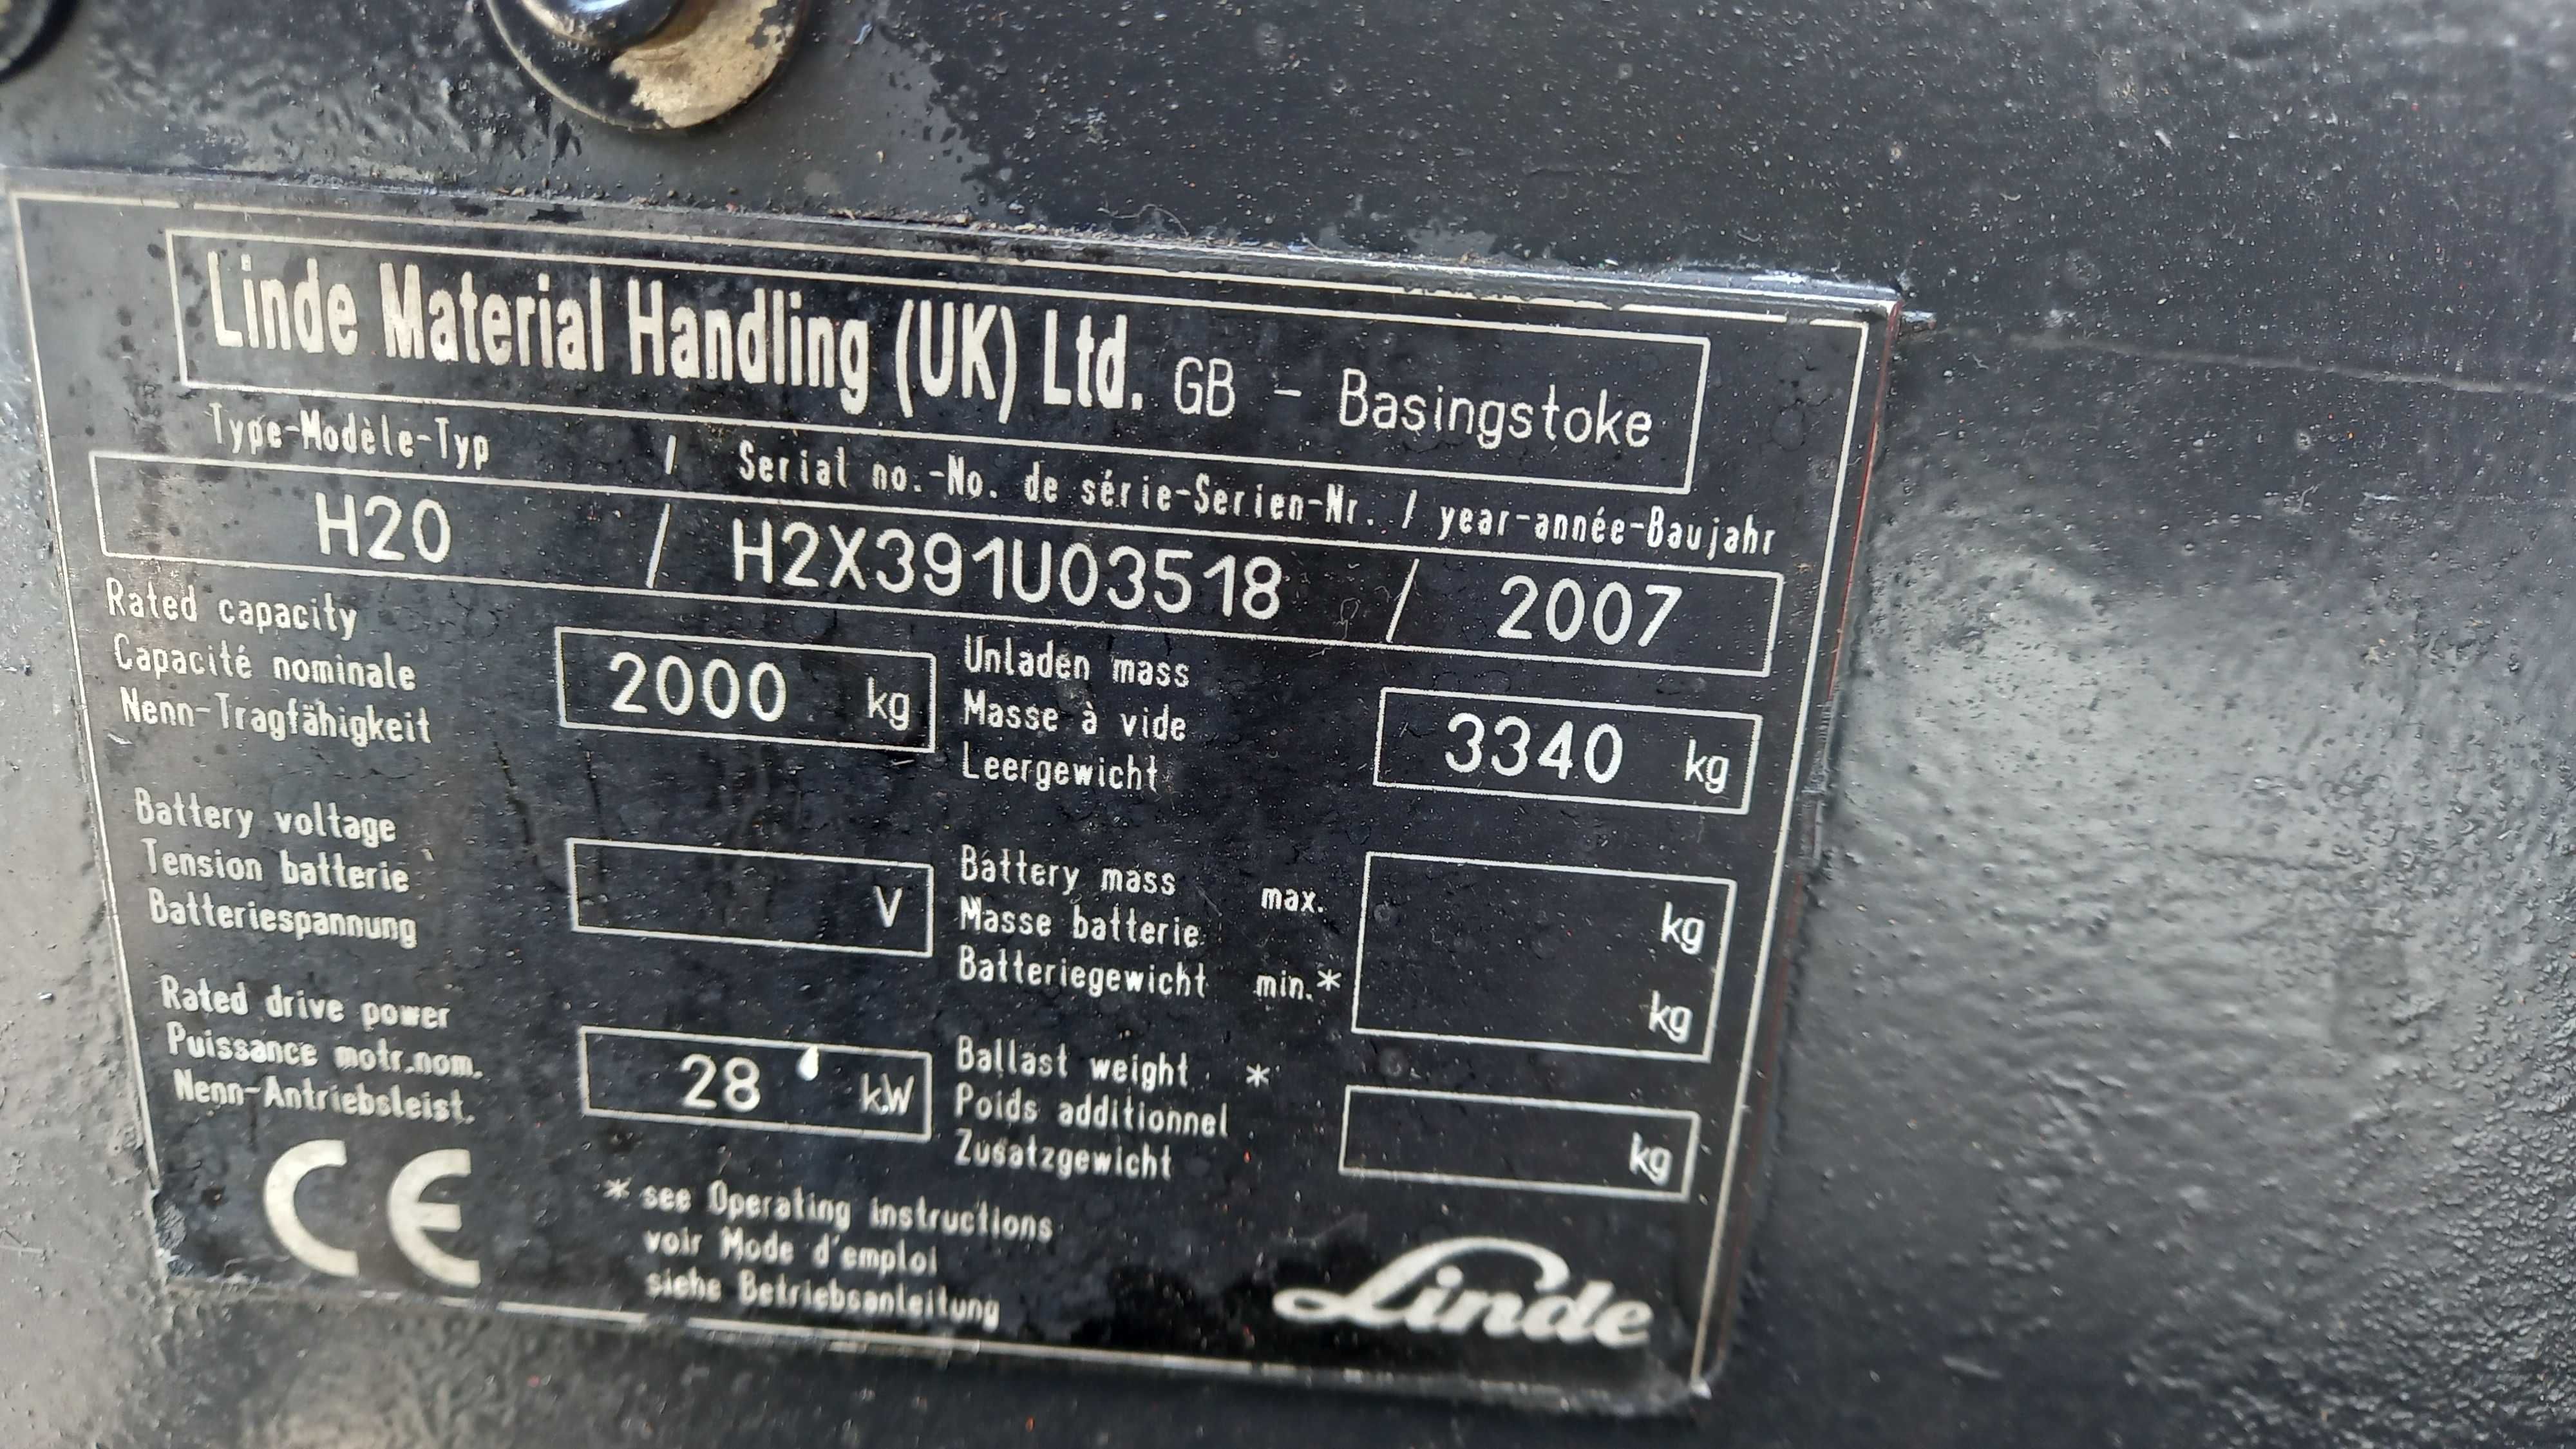 Linde Material Handling (UK) Ltd. GB - Basingstoke
Type-Modèle-Typ / Serial no.-No. de série-Serien-Nr. / year-année-Baujahr
H20 / H2X391U03518 / 2007
Rated capacity
Capacité nominale
Nenn-Tragfähigkeit
2000 kg
Unladen mass
Masse à vide
Leergewicht
3340 kg
Battery voltage
Tension batterie
Batteriespannung
V
Battery mass max. kg
Masse batterie
Batteriegewicht min.* kg
Rated drive power
Puissance motr.nom.
Nenn-Antriebsleist.
28 kW
Ballast weight *
Poids additionnel
Zusatzgewicht
kg
CE
* see Operating instructions
voir Mode d'emploi
siehe Betriebsanleitung
Linde